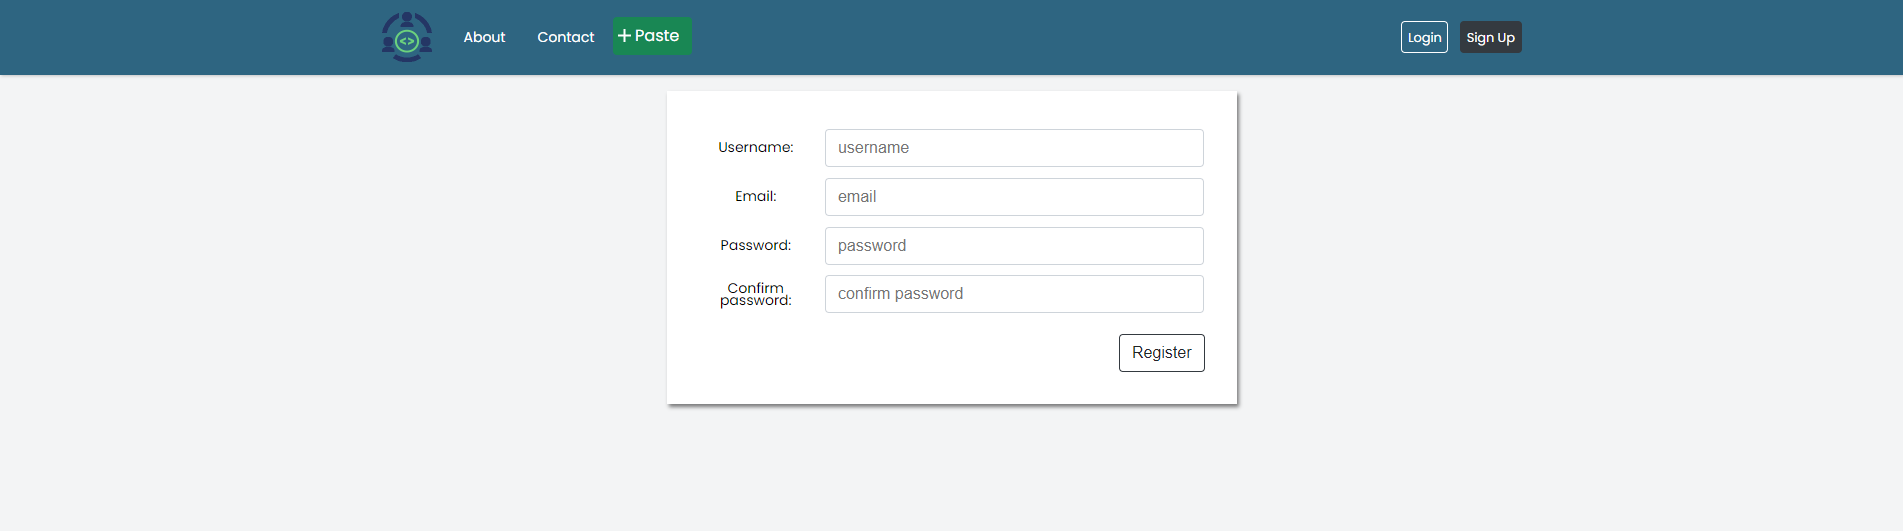 <>
About
Contact
+ Paste
Login
Sign Up
Username:
username
Email:
email
Password:
password
Confirm
password:
confirm password
Register